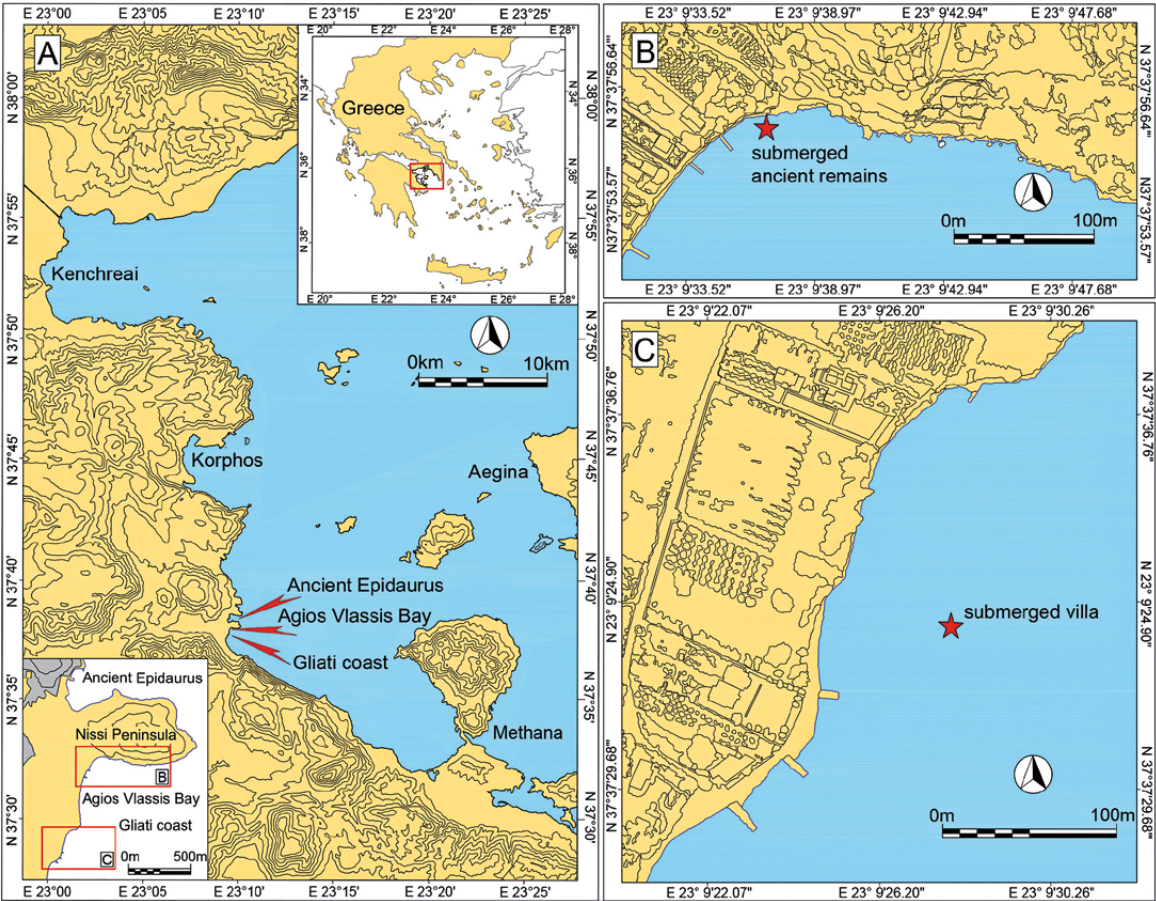 A
E 23°00' E 23°05' E 23°10' E 23°15' E 23°20' E 23°25'
N 38°00'
N 37°55'
N 37°50'
N 37°45'
N 37°40'
N 37°35'
N 37°30'
Greece
N 34°
N 36°
N 38°
N 34°
N 36°
N 38°
E 20° E 22° E 24° E 26° E 28°
N 38°00'
N 37°55'
N 37°50'
N 37°45'
N 37°40'
N 37°35'
N 37°30'
Kenchreai
0km 10km
Korphos
Aegina
Ancient Epidaurus
Agios Vlassis Bay
Gliati coast
Methana
Ancient Epidaurus
Nissi Peninsula
B
Agios Vlassis Bay
Gliati coast
C
0m 500m
E 23°00' E 23°05' E 23°10' E 23°15' E 23°20' E 23°25'
E 23° 9'33.52" E 23° 9'38.97" E 23° 9'42.94" E 23° 9'47.68"
B
N 37°37'56.64"
N37°37'53.57"
N 37°37'56.64"
N37°37'53.57"
submerged
ancient remains
0m 100m
E 23° 9'33.52" E 23° 9'38.97" E 23° 9'42.94" E 23° 9'47.68"
E 23° 9'22.07" E 23° 9'26.20" E 23° 9'30.26"
C
N 37°37'36.76"
N 23° 9'24.90"
N 37°37'29.68"
N 37°37'36.76"
N 23° 9'24.90"
N 37°37'29.68"
submerged villa
0m 100m
E 23° 9'22.07" E 23° 9'26.20" E 23° 9'30.26"